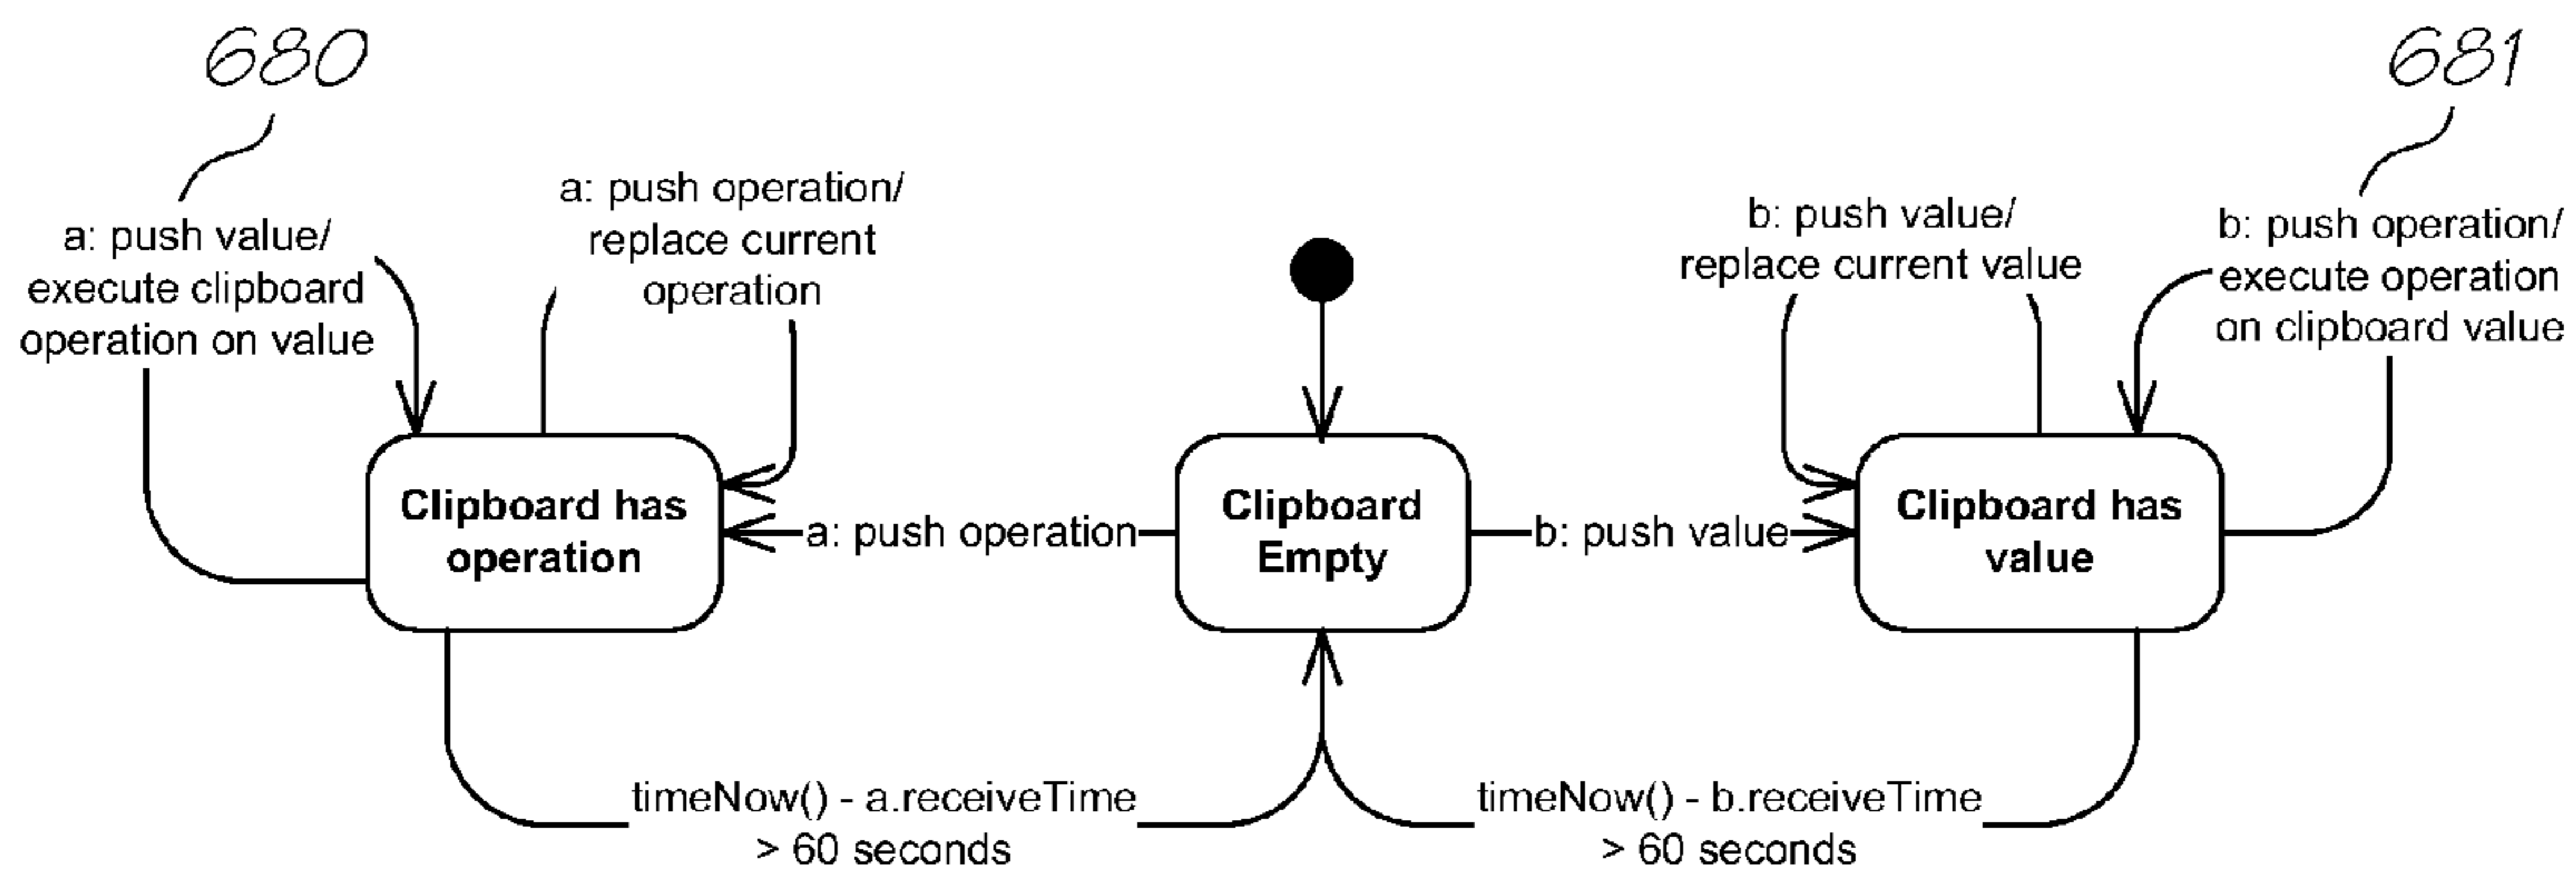 680
681
a: push value/
execute clipboard
operation on value
a: push operation/
replace current
operation
b: push value/
replace current value
b: push operation/
execute operation
on clipboard value
Clipboard has
operation
a: push operation
Clipboard
Empty
b: push value
Clipboard has
value
timeNow() - a.receiveTime
> 60 seconds
timeNow() - b.receiveTime
> 60 seconds